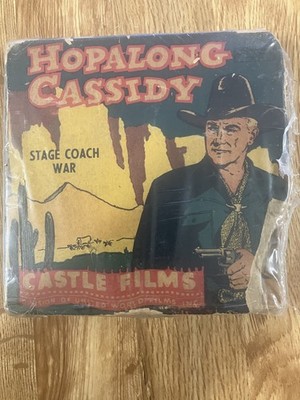 HOPALONG
CASSIDY
STAGE COACH
WAR
CASTLE FILMS